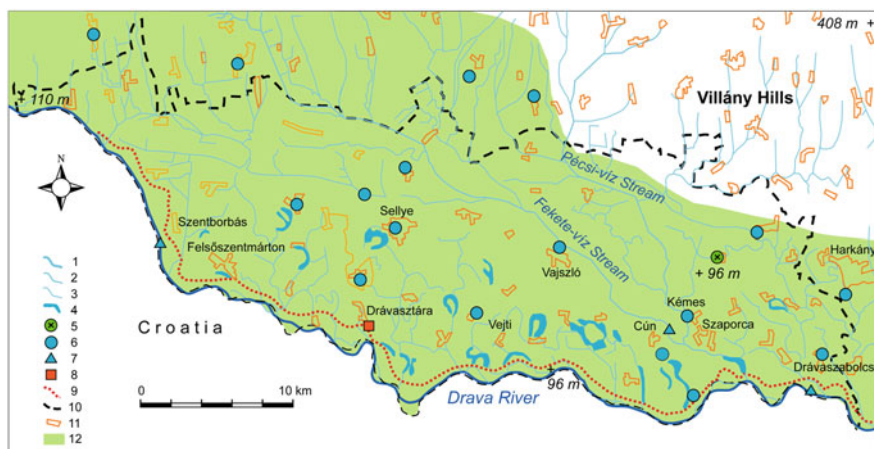 408 m +
Villány Hills
+ 110 m
N
Pécsi-víz Stream
Fekete-víz Stream
Sellye
Szentborbás
Felsőszentmárton
Harkány
Vajszló
+ 96 m
1
2
3
4
5
6
7
8
9
10
11
12
Croatia
Drávasztára
Vejti
Kémes
Cún
Szaporca
Drávaszabolcs
0 10 km
Drava River
+
96 m